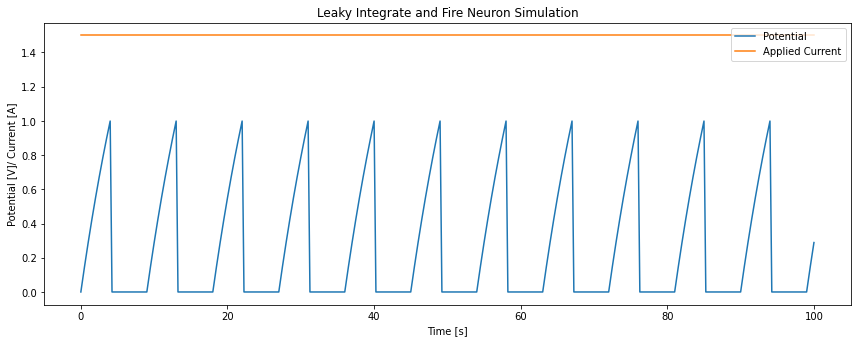 Leaky Integrate and Fire Neuron Simulation
Potential
Applied Current
Potential [V]/ Current [A]
1.4
1.2
1.0
0.8
0.6
0.4
0.2
0.0
0 20 40 60 80 100
Time [s]